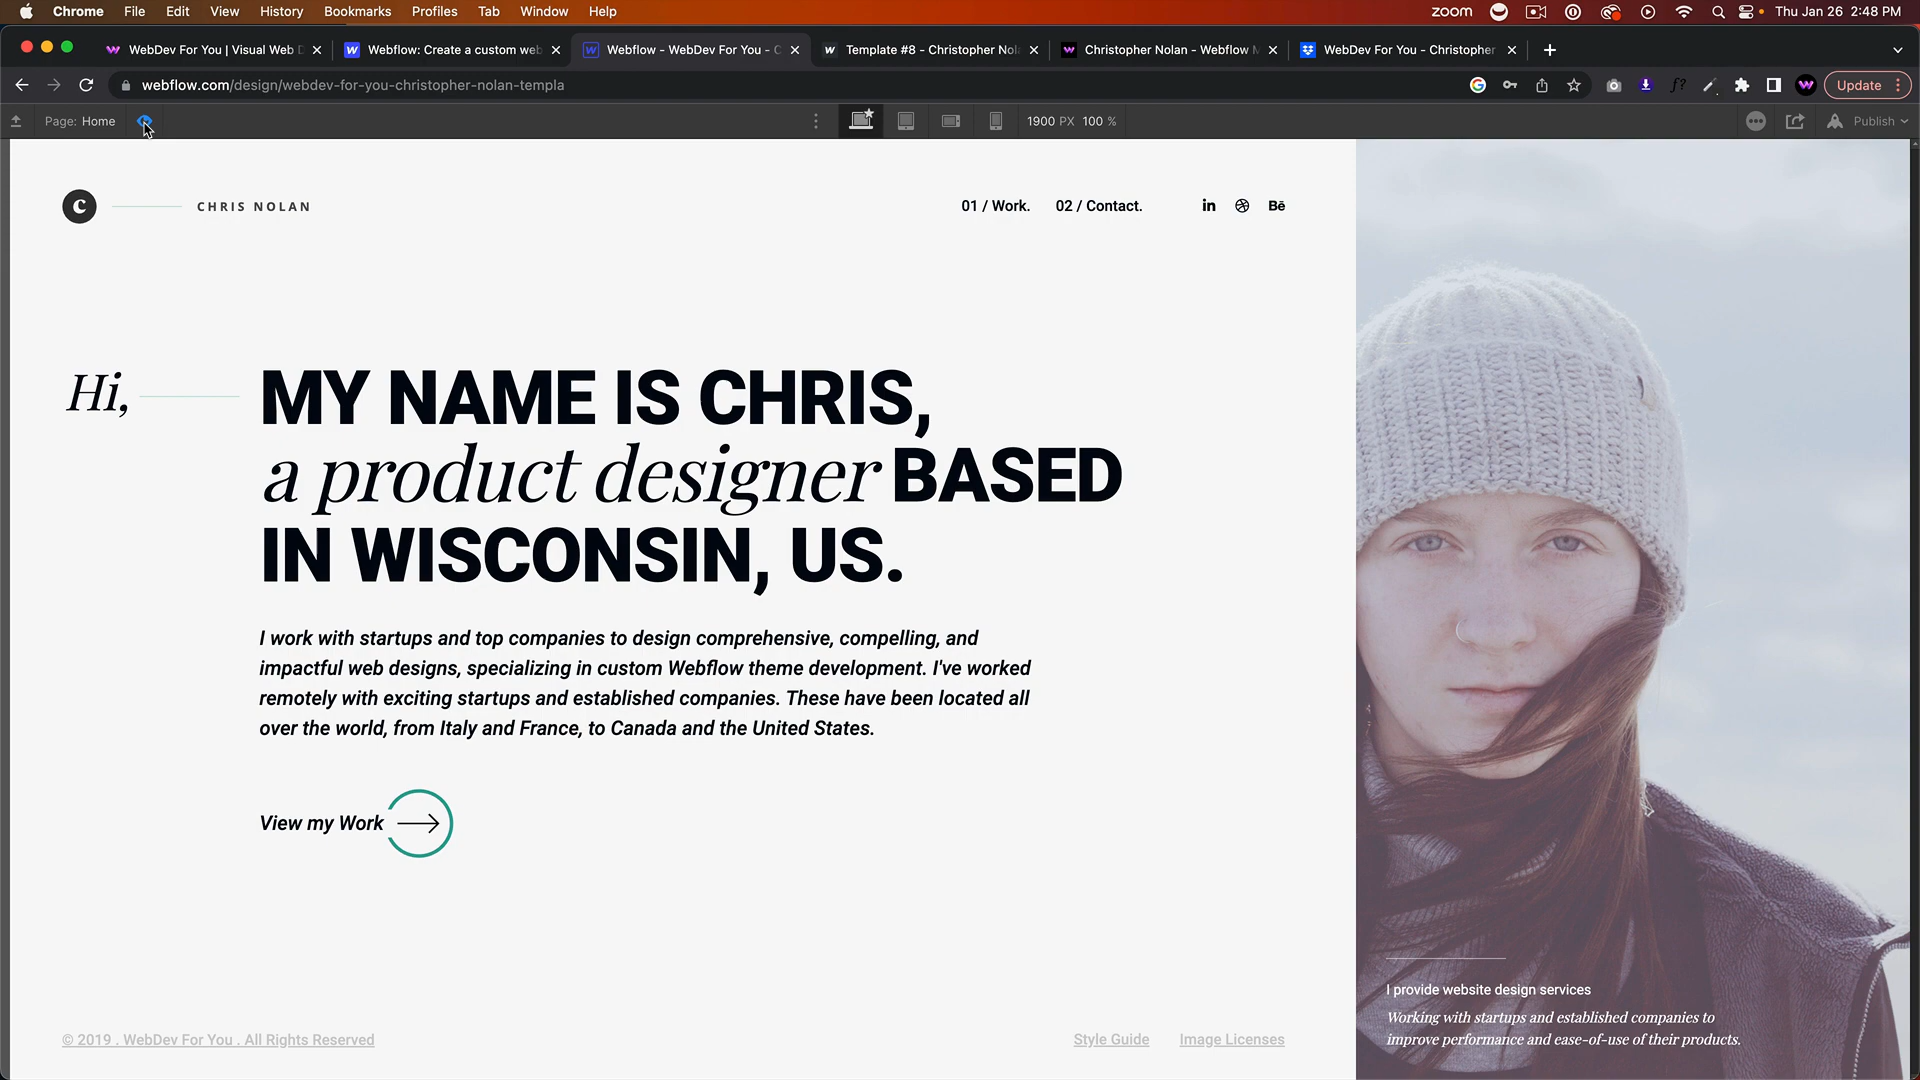 Chrome File Edit View History Bookmarks Profiles Tab Window Help zoom Thu Jan 26 2:48 PM
WebDev For You | Visual Web D Webflow: Create a custom web Webflow - WebDev For You - C Template #8 - Christopher Nol Christopher Nolan - Webflow M WebDev For You - Christopher
webflow.com/design/webdev-for-you-christopher-nolan-templa f? Update
Page: Home 1900 PX 100 % Publish
C CHRIS NOLAN 01 / Work. 02 / Contact. in Bē
Hi, MY NAME IS CHRIS,
a product designer BASED
IN WISCONSIN, US.
I work with startups and top companies to design comprehensive, compelling, and
impactful web designs, specializing in custom Webflow theme development. I've worked
remotely with exciting startups and established companies. These have been located all
over the world, from Italy and France, to Canada and the United States.
View my Work
I provide website design services
Working with startups and established companies to
improve performance and ease-of-use of their products.
© 2019 . WebDev For You . All Rights Reserved Style Guide Image Licenses